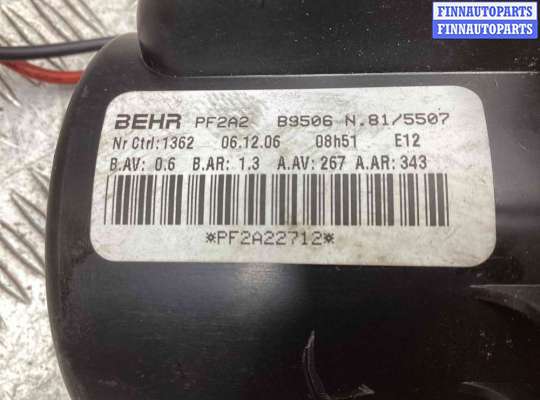 FINNAUTOPARTS
FINNAUTOPARTS
BEHR PF2A2 B9506 N.81/5507
Nr Ctrl:1362 06.12.06 08h51 E12
B.AV: 0.6 B.AR: 1.3 A.AV: 267 A.AR: 343
*PF2A22712*